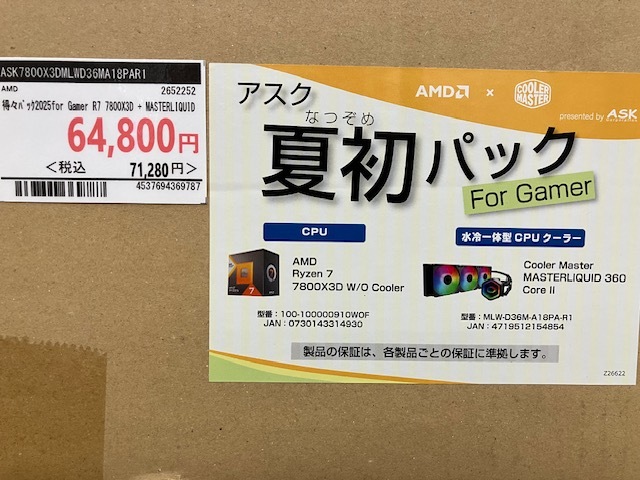 ASK7800X3DMLWD36MA18PAR1
AMD 2652252
得々パック2025for Gamer R7 7800X3D + MASTERLIQUID
64,800円
<税込 71,280円>
4537694369787
アスク
AMD × COOLER MASTER
presented by ASK
なつぞめ
夏初パック
For Gamer
CPU
AMD
Ryzen 7
7800X3D W/O Cooler
型番：100-100000910WOF
JAN：0730143314930
水冷一体型CPUクーラー
Cooler Master
MASTERLIQUID 360
Core II
型番：MLW-D36M-A18PA-R1
JAN：4719512154854
製品の保証は、各製品ごとの保証に準拠します。
Z26622